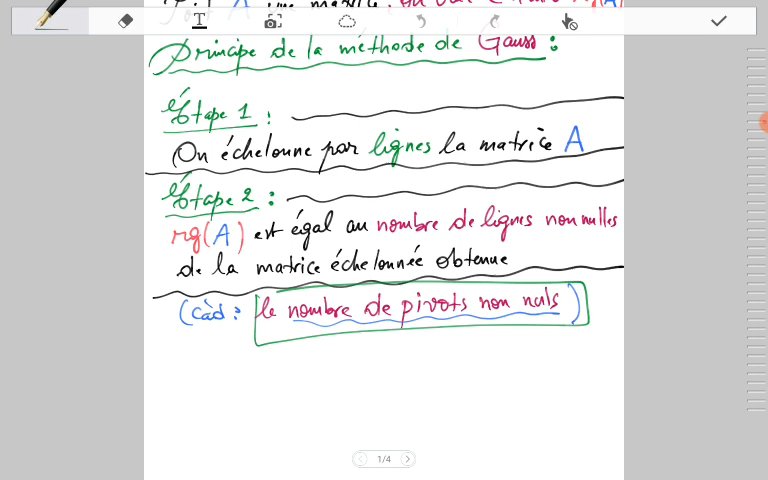 A une matrice.
Principe de la méthode de Gauss :
Étape 1 :
On échelonne par lignes la matrice A
Étape 2 :
rg(A) est égal au nombre de lignes non nulles
de la matrice échelonnée obtenue
(càd : le nombre de pivots non nuls)
1/4